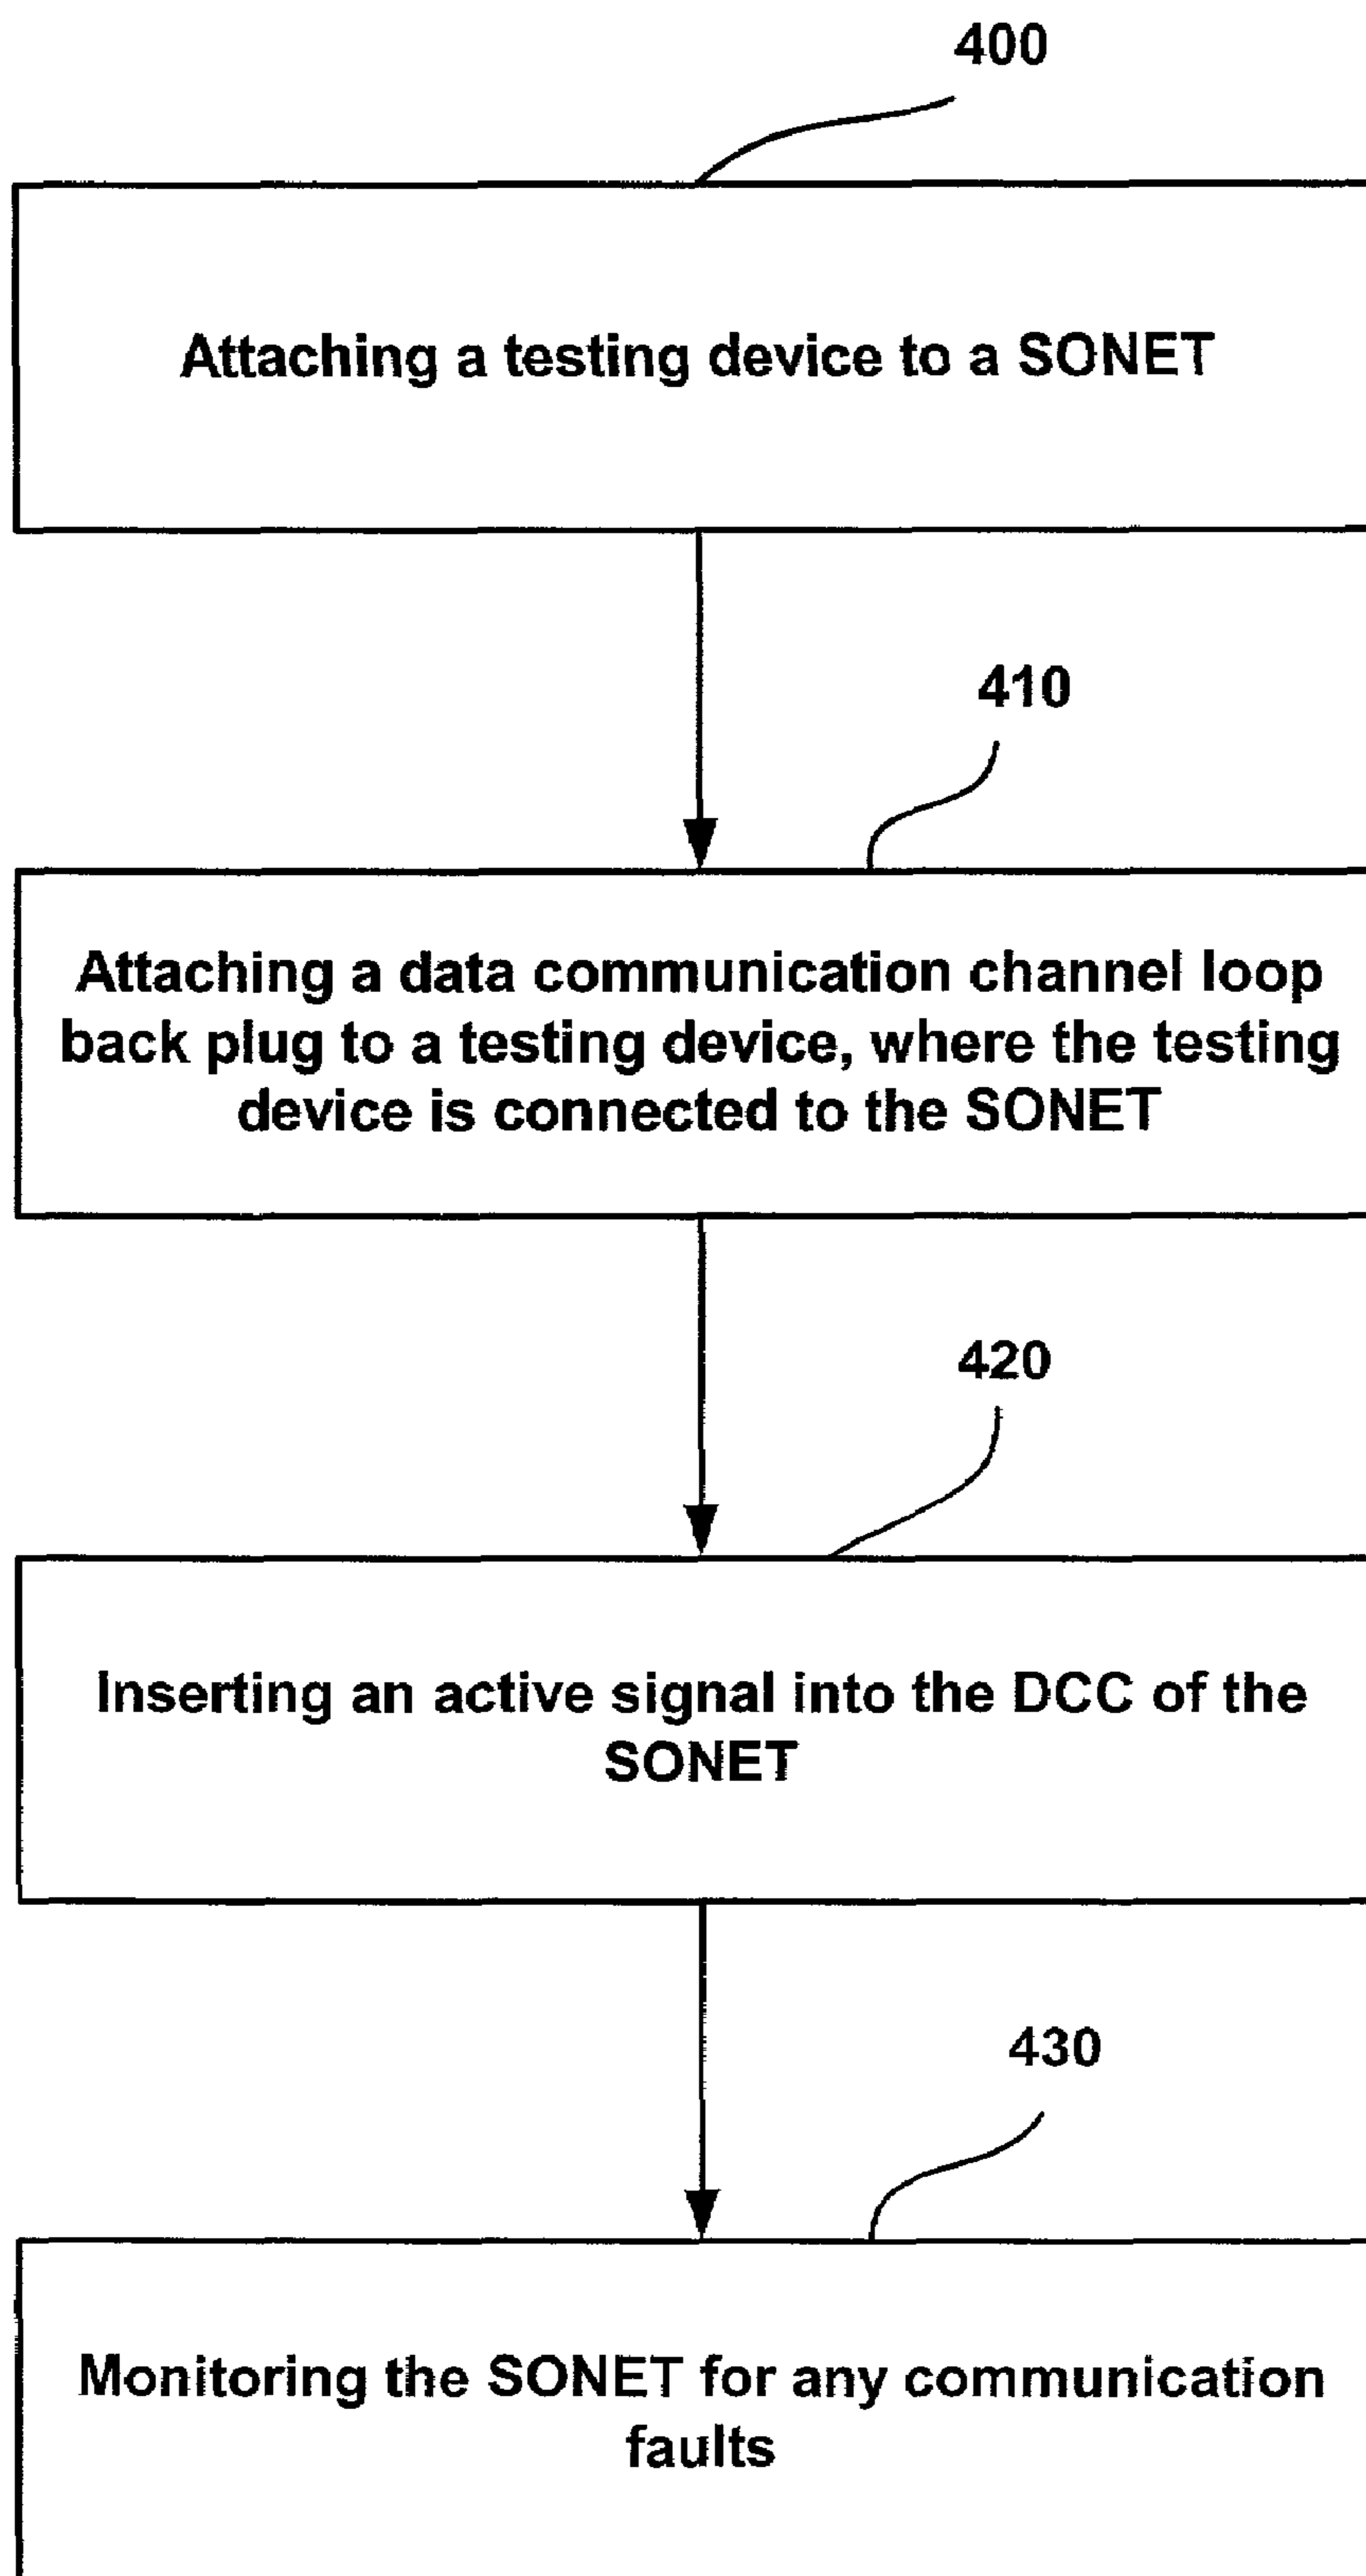 400
Attaching a testing device to a SONET
410
Attaching a data communication channel loop
back plug to a testing device, where the testing
device is connected to the SONET
420
Inserting an active signal into the DCC of the
SONET
430
Monitoring the SONET for any communication
faults